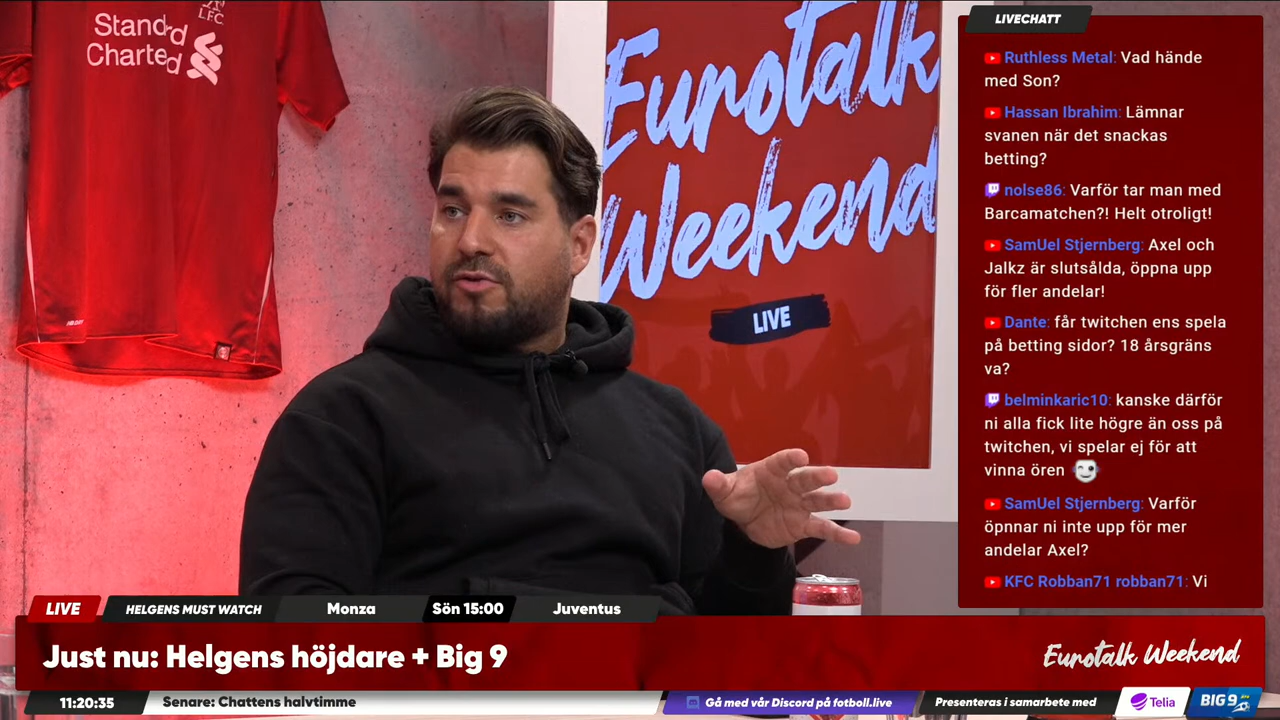 LFC
Standard
Chartered
Eurotalk
Weekend
LIVE
LIVECHATT
Ruthless Metal: Vad hände
med Son?
Hassan Ibrahim: Lämnar
svanen när det snackas
betting?
nolse86: Varför tar man med
Barcamatchen?! Helt otroligt!
SamUel Stjernberg: Axel och
Jalkz är slutsålda, öppna upp
för fler andelar!
Dante: får twitchen ens spela
på betting sidor? 18 årsgräns
va?
belminkaric10: kanske därför
ni alla fick lite högre än oss på
twitchen, vi spelar ej för att
vinna ören
SamUel Stjernberg: Varför
öpnnar ni inte upp för mer
andelar Axel?
KFC Robban71 robban71: Vi
LIVE HELGENS MUST WATCH Monza Sön 15:00 Juventus
Just nu: Helgens höjdare + Big 9
Eurotalk Weekend
11:20:35 Senare: Chattens halvtimme Gå med vår Discord på fotboll.live Presenteras i samarbete med Telia BIG 9